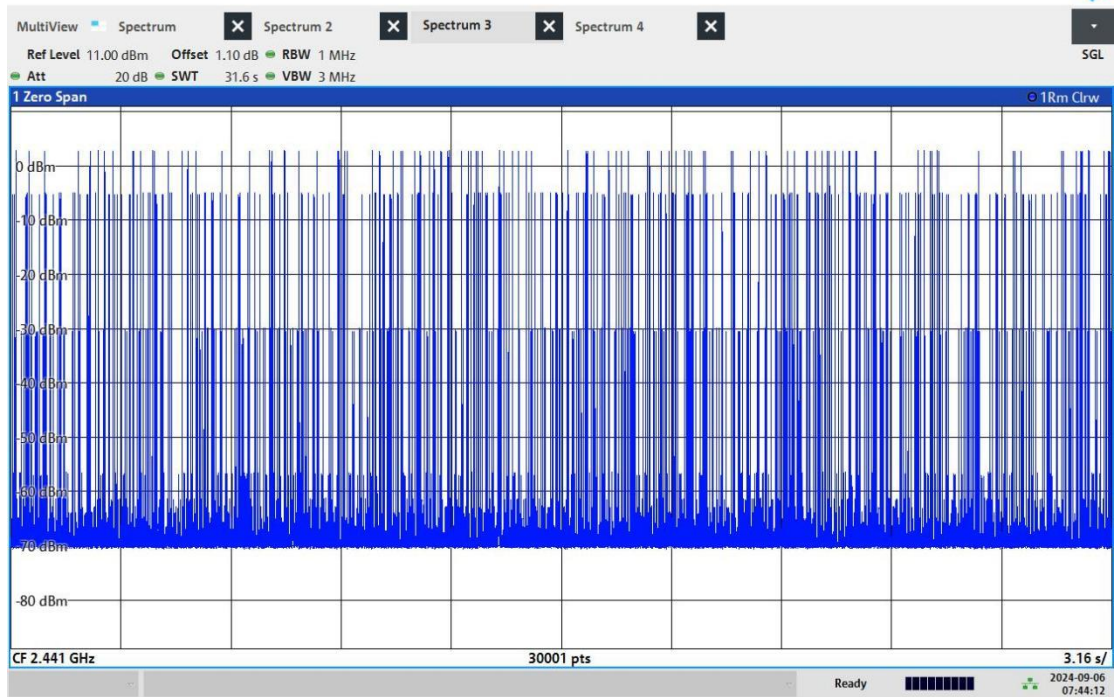 MultiView Spectrum Spectrum 2 Spectrum 3 Spectrum 4
Ref Level 11.00 dBm Offset 1.10 dB RBW 1 MHz SGL
Att 20 dB SWT 31.6 s VBW 3 MHz
1 Zero Span 1Rm Clrw
0 dBm
-10 dBm
-20 dBm
-30 dBm
-40 dBm
-50 dBm
-60 dBm
-70 dBm
-80 dBm
CF 2.441 GHz 30001 pts 3.16 s/
Ready 2024-09-06
07:44:12